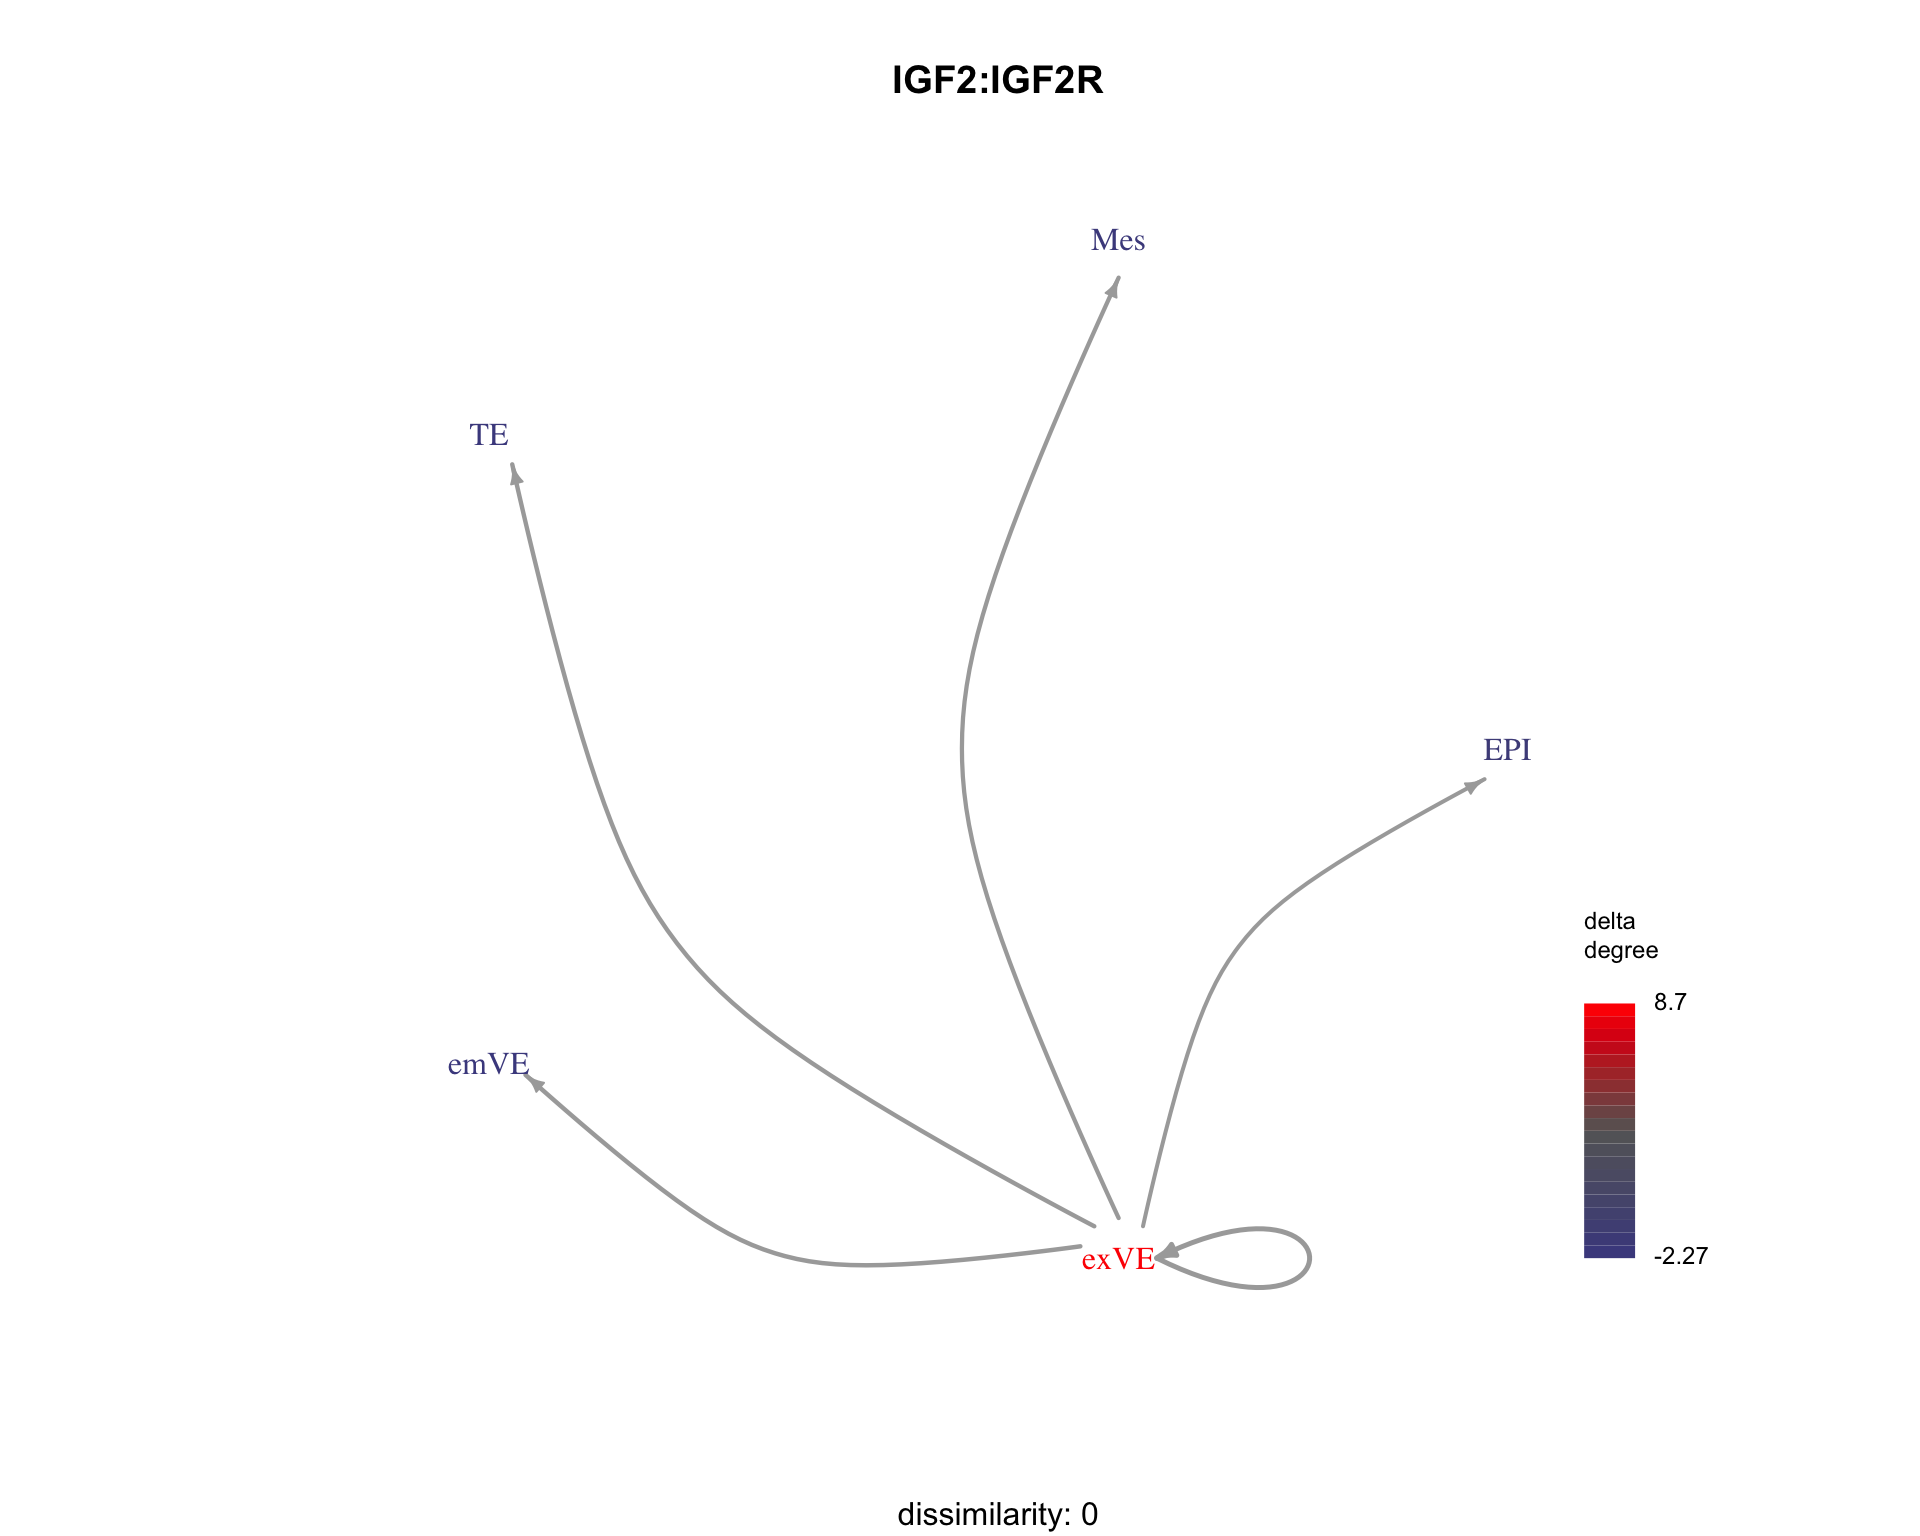 IGF2:IGF2R
Mes
TE
EPI
delta
degree
8.7
emVE
exVE
-2.27
dissimilarity: 0